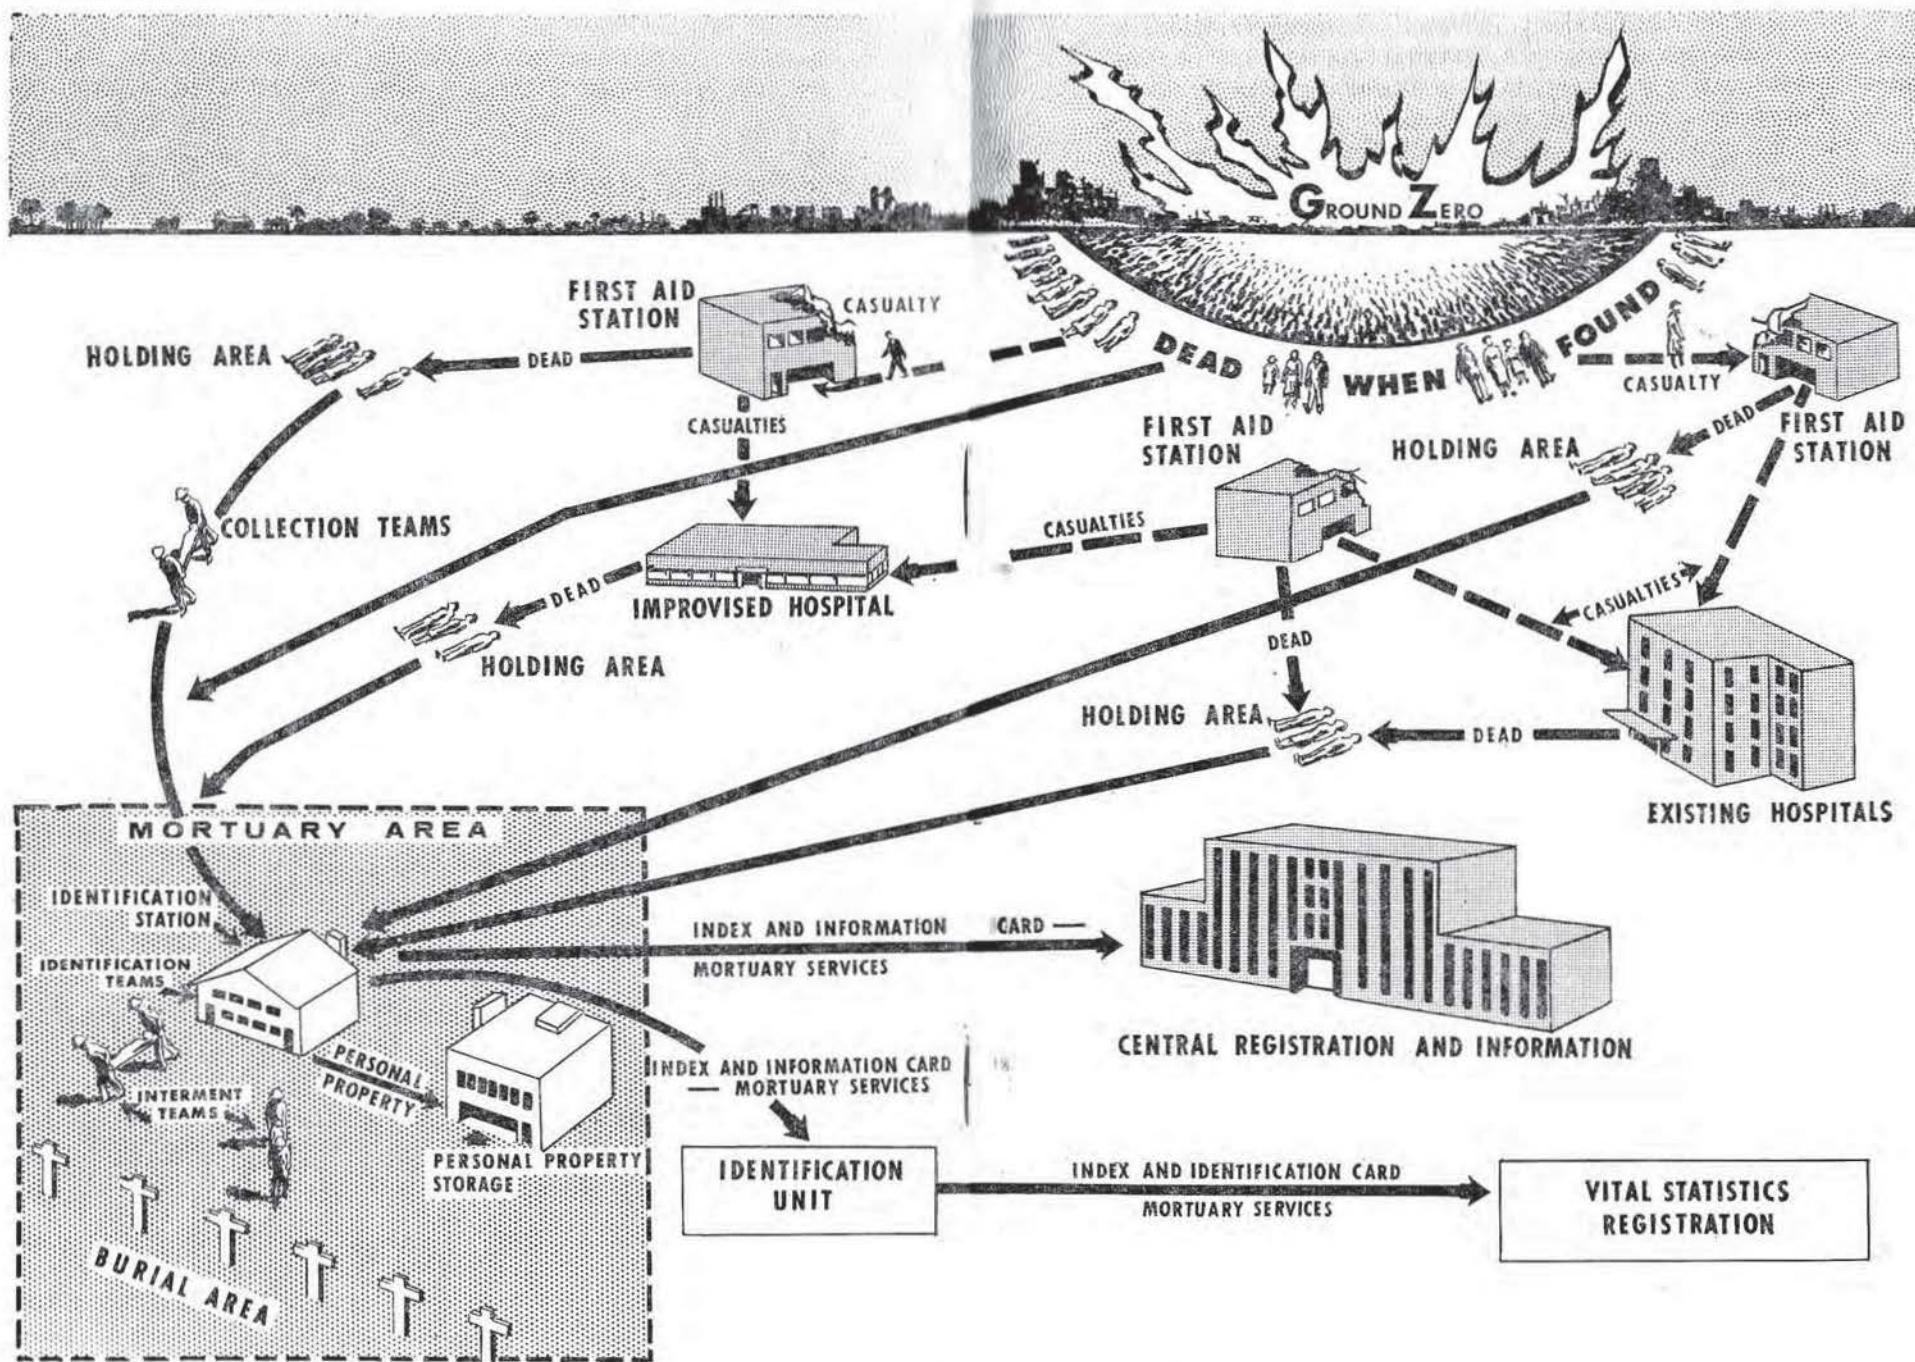 GROUND ZERO
FIRST AID
STATION
CASUALTY
HOLDING AREA
DEAD
DEAD WHEN FOUND
CASUALTY
CASUALTIES
FIRST AID
STATION
HOLDING AREA
DEAD
FIRST AID
STATION
COLLECTION TEAMS
CASUALTIES
DEAD
IMPROVISED HOSPITAL
CASUALTIES
HOLDING AREA
DEAD
HOLDING AREA
DEAD
EXISTING HOSPITALS
MORTUARY AREA
IDENTIFICATION
STATION
INDEX AND INFORMATION CARD —
MORTUARY SERVICES
IDENTIFICATION
TEAMS
CENTRAL REGISTRATION AND INFORMATION
PERSONAL
PROPERTY
INDEX AND INFORMATION CARD
— MORTUARY SERVICES
INTERMENT
TEAMS
PERSONAL PROPERTY
STORAGE
IDENTIFICATION
UNIT
INDEX AND IDENTIFICATION CARD
MORTUARY SERVICES
VITAL STATISTICS
REGISTRATION
BURIAL AREA